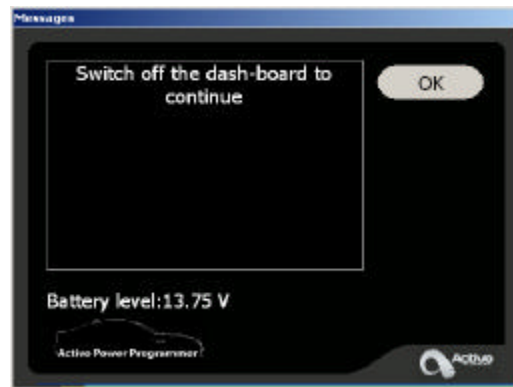 Messages
Switch off the dash-board to
continue
OK
Battery level:13.75 V
Active Power Programmer
Active